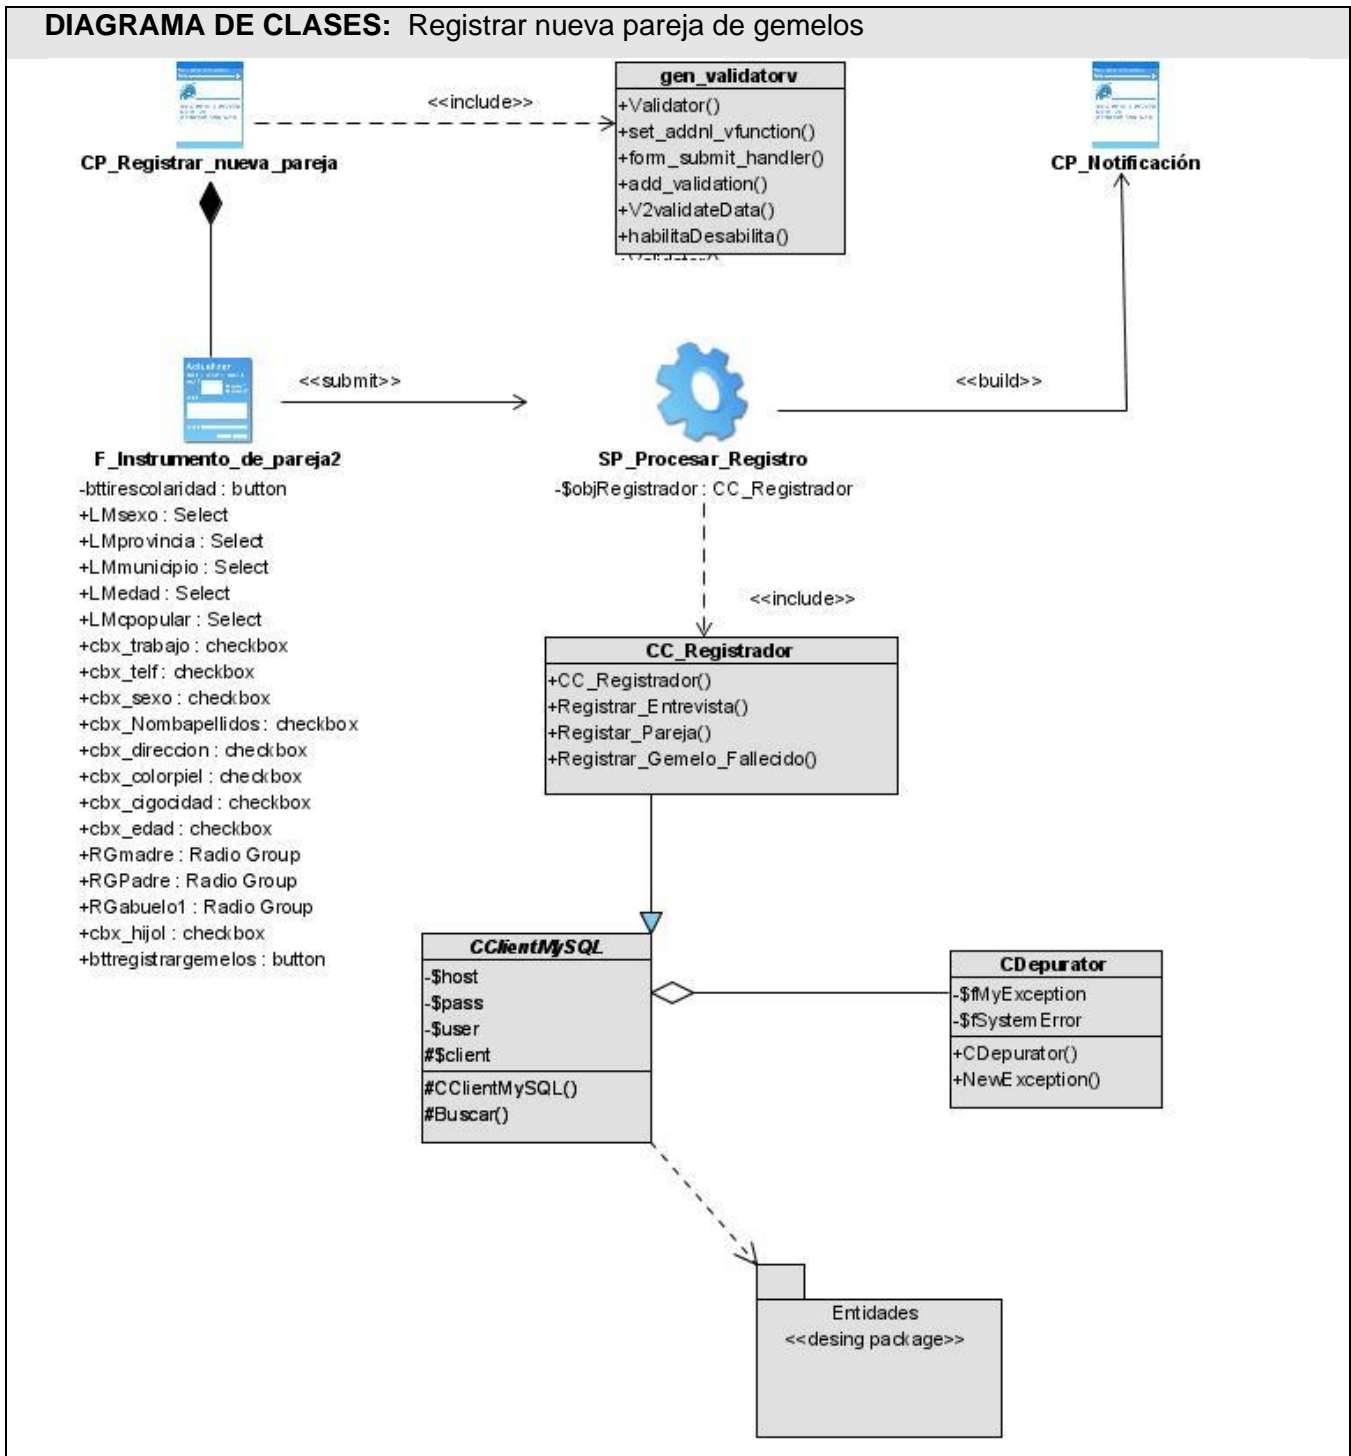 DIAGRAMA DE CLASES: Registrar nueva pareja de gemelos
CP_Registrar_nueva_pareja
<<include>>
gen_validatorv
+Validator()
+set_addnl_vfunction()
+form_submit_handler()
+add_validation()
+V2validateData()
+habilitaDesabilita()
CP_Notificación
Actualizar
<<submit>>
<<build>>
F_Instrumento_de_pareja2
-bttirescolaridad : button
+LMsexo : Select
+LMprovincia : Select
+LMmunicipio : Select
+LMedad : Select
+LMcpopular : Select
+cbx_trabajo : checkbox
+cbx_telf : checkbox
+cbx_sexo : checkbox
+cbx_Nombapellidos : checkbox
+cbx_direccion : checkbox
+cbx_colorpiel : checkbox
+cbx_cigocidad : checkbox
+cbx_edad : checkbox
+RGmadre : Radio Group
+RGPadre : Radio Group
+RGabuelo1 : Radio Group
+cbx_hijol : checkbox
+bttregistrargemelos : button
SP_Procesar_Registro
-$objRegistrador : CC_Registrador
<<include>>
CC_Registrador
+CC_Registrador()
+Registrar_Entrevista()
+Registar_Pareja()
+Registrar_Gemelo_Fallecido()
CClientMySQL
-$host
-$pass
-$user
#$client
#CClientMySQL()
#Buscar()
CDepurator
-$fMyException
-$fSystemError
+CDepurator()
+NewException()
Entidades
<<desing package>>